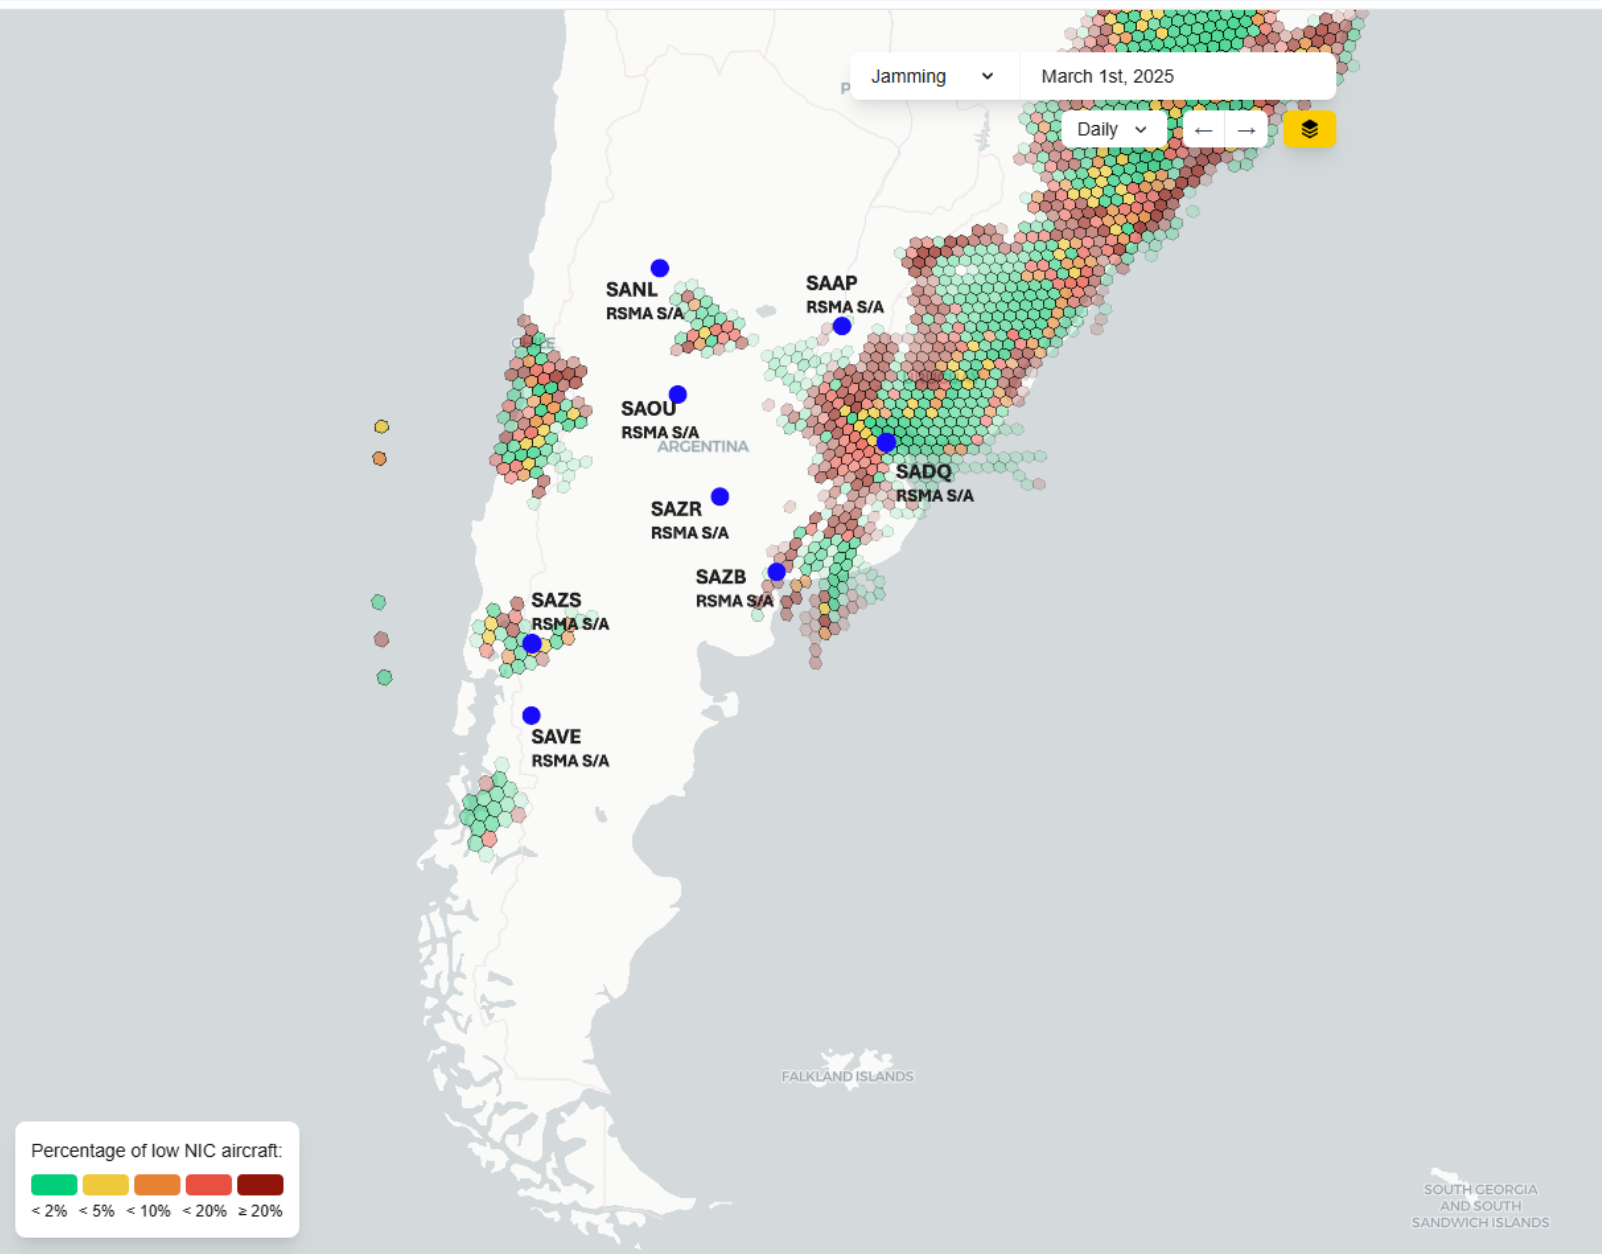 Jamming
March 1st, 2025
P
Daily
← →
SANL
RSMA S/A
SAAP
RSMA S/A
CHILE
SAOU
RSMA S/A
ARGENTINA
SADQ
RSMA S/A
SAZR
RSMA S/A
SAZB
RSMA S/A
SAZS
RSMA S/A
SAVE
RSMA S/A
FALKLAND ISLANDS
Percentage of low NIC aircraft:
< 2% < 5% < 10% < 20% ≥ 20%
SOUTH GEORGIA
AND SOUTH
SANDWICH ISLANDS